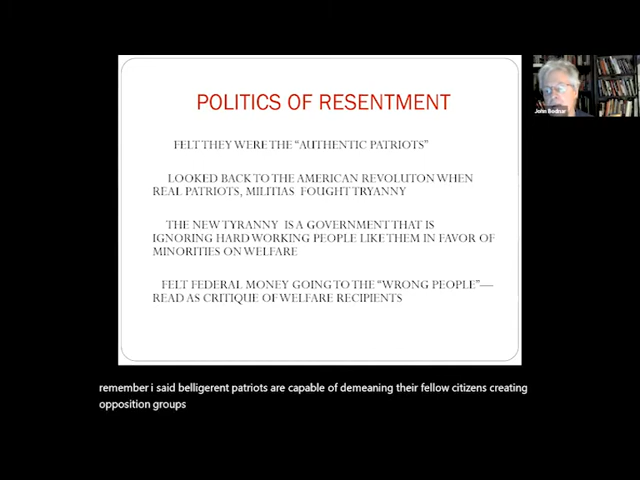 POLITICS OF RESENTMENT
FELT THEY WERE THE “AUTHENTIC PATRIOTS”
LOOKED BACK TO THE AMERICAN REVOLUTON WHEN
REAL PATRIOTS, MILITIAS FOUGHT TRYANNY
THE NEW TYRANNY IS A GOVERNMENT THAT IS
IGNORING HARD WORKING PEOPLE LIKE THEM IN FAVOR OF
MINORITIES ON WELFARE
FELT FEDERAL MONEY GOING TO THE “WRONG PEOPLE”—
READ AS CRITIQUE OF WELFARE RECIPIENTS
John Bodnar
remember i said belligerent patriots are capable of demeaning their fellow citizens creating
opposition groups